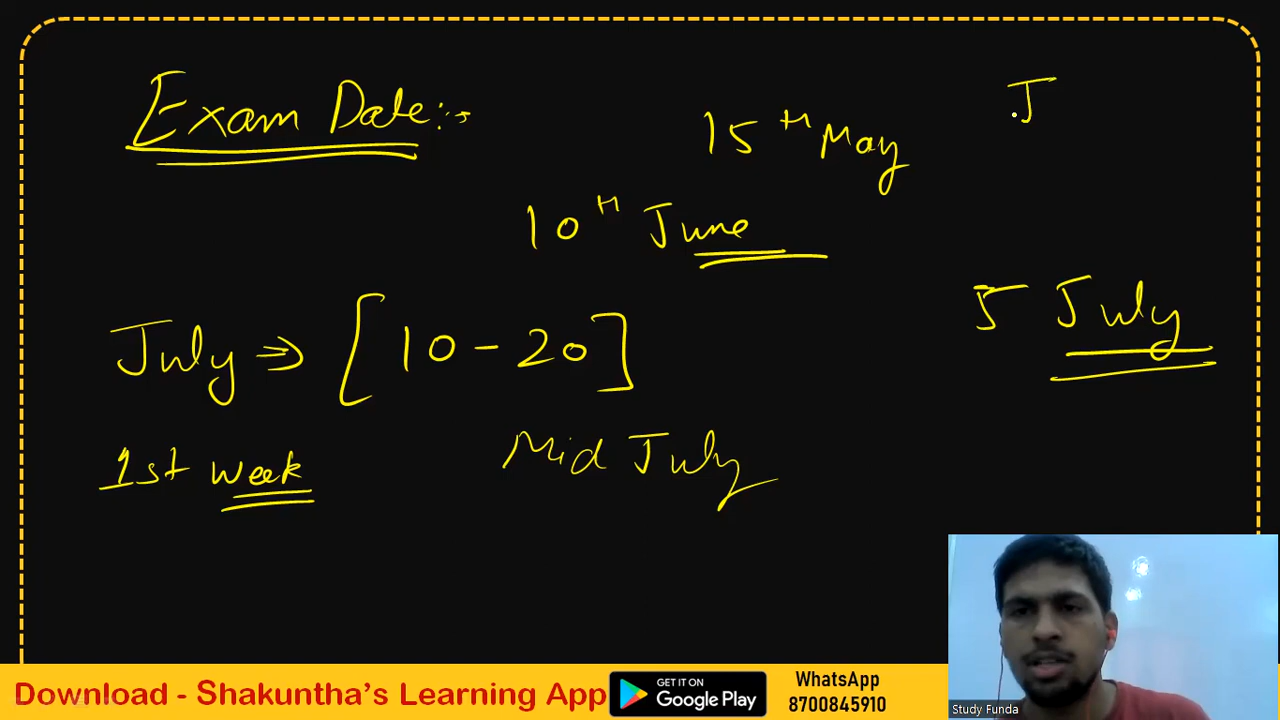 Exam Date:→
15th May
J
10th June
July ⇒ [10-20]
5 July
1st week
Mid July
Download - Shakuntha's Learning App
GET IT ON
Google Play
WhatsApp
8700845910
Study Funda